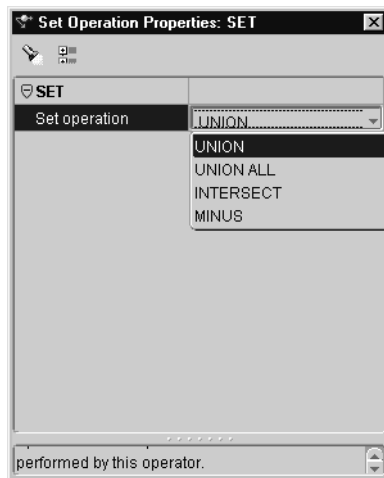 Set Operation Properties: SET
SET
Set operation
UNION
UNION
UNION ALL
INTERSECT
MINUS
performed by this operator.